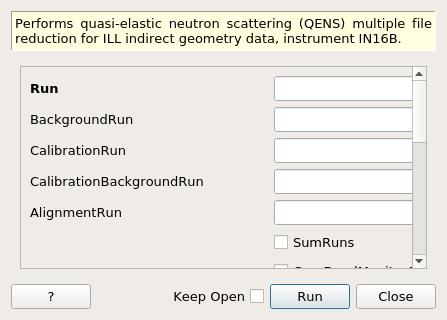 Performs quasi-elastic neutron scattering (QENS) multiple file
reduction for ILL indirect geometry data, instrument IN16B.
Run
BackgroundRun
CalibrationRun
CalibrationBackgroundRun
AlignmentRun
SumRuns
? Keep Open Run Close